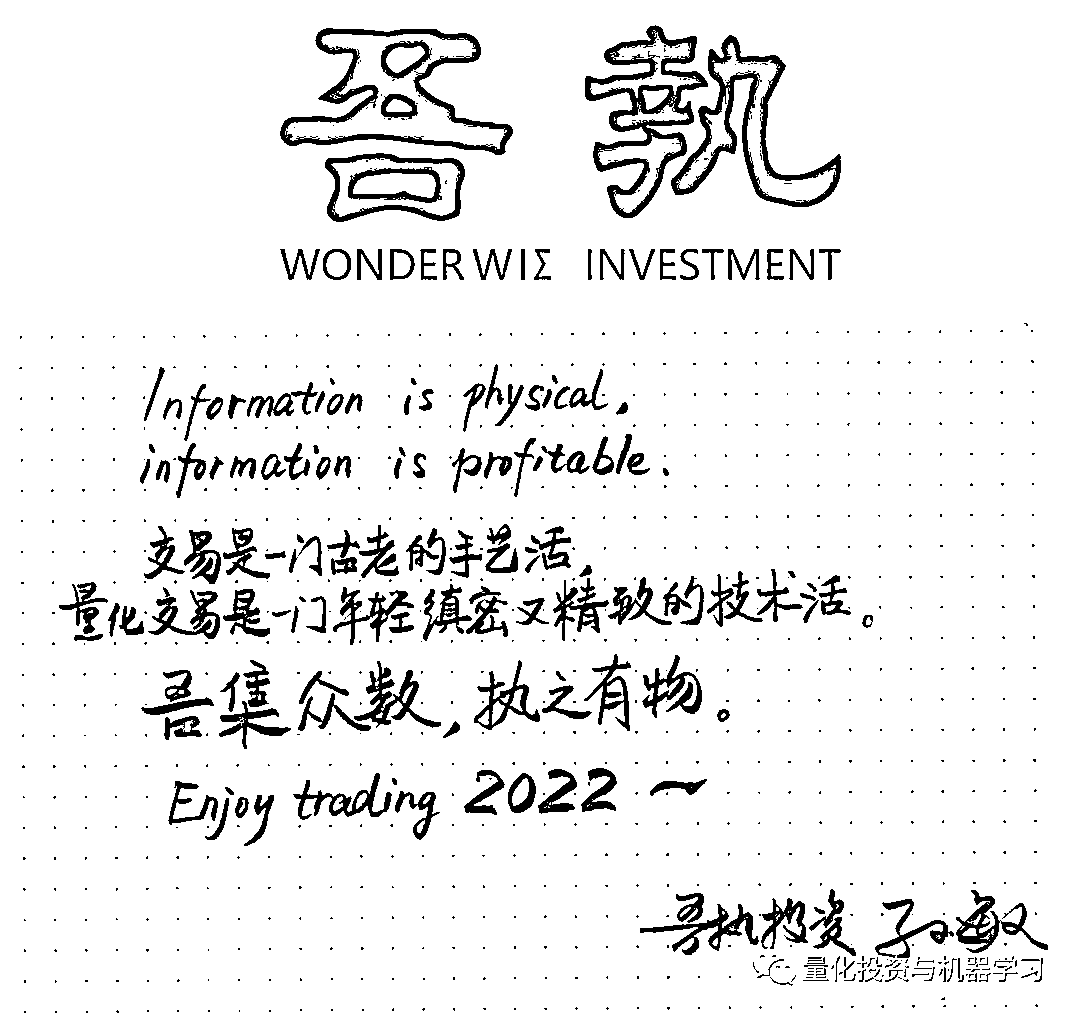 吾執
WONDERWIΣ INVESTMENT
Information is physical,
information is profitable.
交易是一门古老的手艺活,
量化交易是一门年轻缜密又精致的技术活。
吾集众数,执之有物。
Enjoy trading 2022 ~
吾执投资 孙敏
量化投资与机器学习